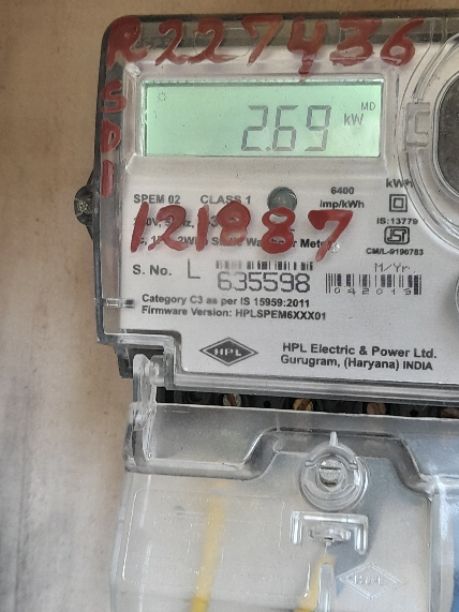 R227436
SDI
MD
2.69 kW
SPEM 02 CLASS 1 6400 imp/kWh kWh
IS:13779
121887
CM/L-9196783
S. No. L 635598
M/Yr
042019
Category C3 as per IS 15959:2011
Firmware Version: HPLSPEM6XXX01
HPL
HPL Electric & Power Ltd.
Gurugram, (Haryana) INDIA